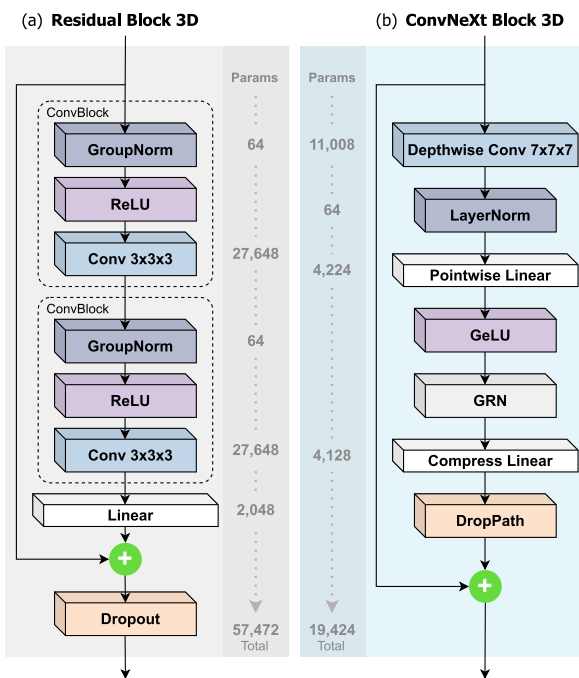 (a) Residual Block 3D
Params
ConvBlock
GroupNorm
64
ReLU
Conv 3x3x3
27,648
ConvBlock
GroupNorm
64
ReLU
Conv 3x3x3
27,648
Linear
2,048
+
Dropout
57,472
Total
(b) ConvNeXt Block 3D
Params
11,008
Depthwise Conv 7x7x7
64
LayerNorm
4,224
Pointwise Linear
GeLU
GRN
4,128
Compress Linear
DropPath
+
19,424
Total